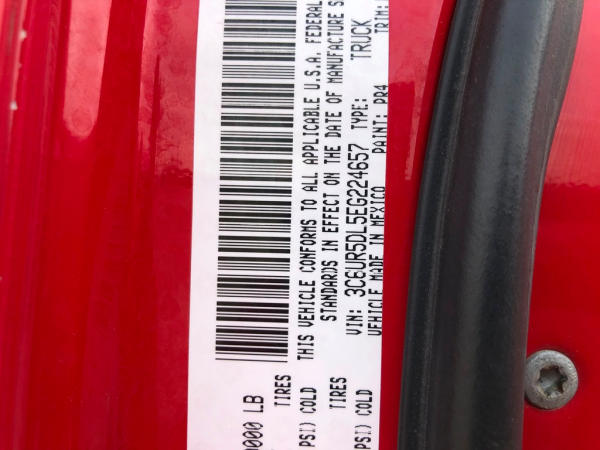 0000 LB
TIRES
PSI) COLD
THIS VEHICLE CONFORMS TO ALL APPLICABLE U.S.A. FEDERAL
STANDARDS IN EFFECT ON THE DATE OF MANUFACTURE S
TIRES
VIN: 3C6UR5DL5EG224657 TYPE: TRUCK
PSI) COLD
VEHICLE MADE IN MEXICO PAINT: PR4 TRIM: